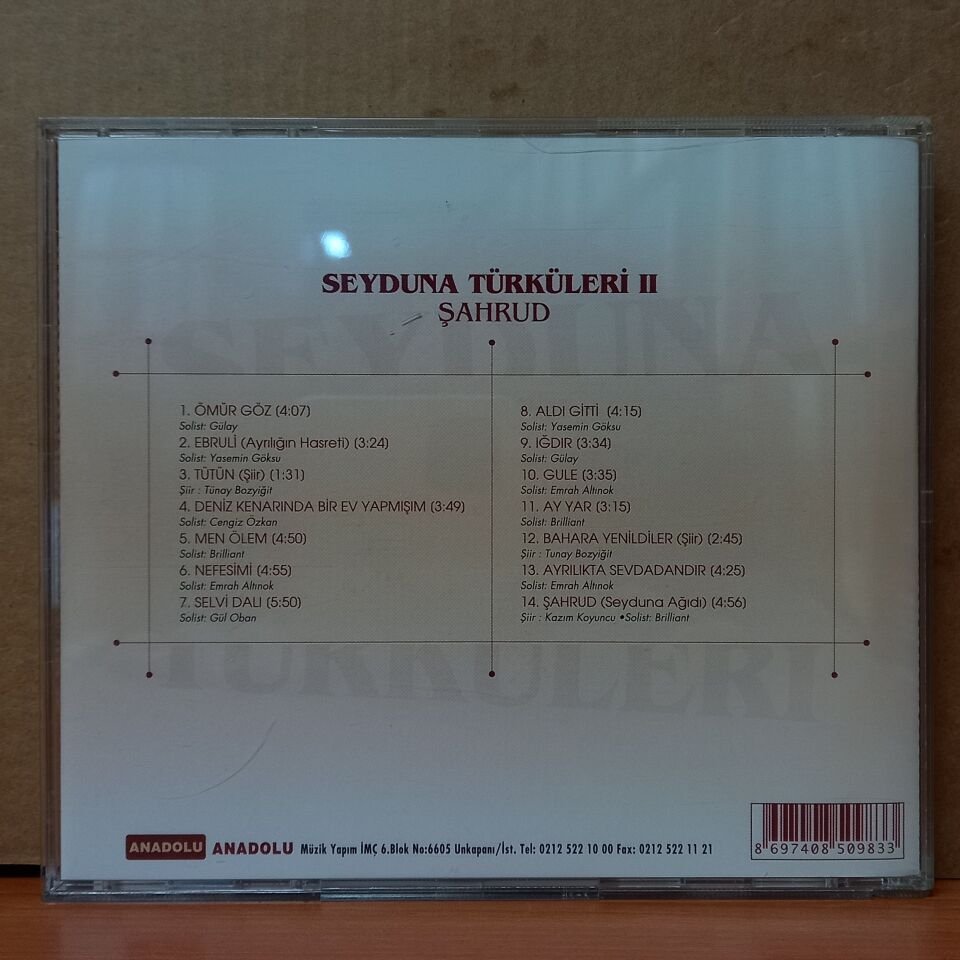 SEYDUNA TÜRKÜLERİ II
ŞAHRUD
SEYDUNA
1. ÖMÜR GÖZ (4:07)
Solist: Gülay
2. EBRULİ (Ayrılığın Hasreti) (3:24)
Solist: Yasemin Göksu
3. TÜTÜN (Şiir) (1:31)
Şiir : Tünay Bozyiğit
4. DENİZ KENARINDA BİR EV YAPMIŞIM (3:49)
Solist: Cengiz Özkan
5. MEN ÖLEM (4:50)
Solist: Brilliant
6. NEFESİMİ (4:55)
Solist: Emrah Altınok
7. SELVİ DALI (5:50)
Solist: Gül Oban
8. ALDI GİTTİ (4:15)
Solist: Yasemin Göksu
9. IĞDIR (3:34)
Solist: Gülay
10. GULE (3:35)
Solist: Emrah Altınok
11. AY YAR (3:15)
Solist: Brilliant
12. BAHARA YENİLDİLER (Şiir) (2:45)
Şiir : Tunay Bozyiğit
13. AYRILIKTA SEVDADANDIR (4:25)
Solist: Emrah Altınok
14. ŞAHRUD (Seyduna Ağıdı) (4:56)
Şiir : Kazım Koyuncu •Solist: Brilliant
TÜRKÜLERİ
ANADOLU ANADOLU Müzik Yapım İMÇ 6.Blok No:6605 Unkapanı/İst. Tel: 0212 522 10 00 Fax: 0212 522 11 21
8 697408 509833